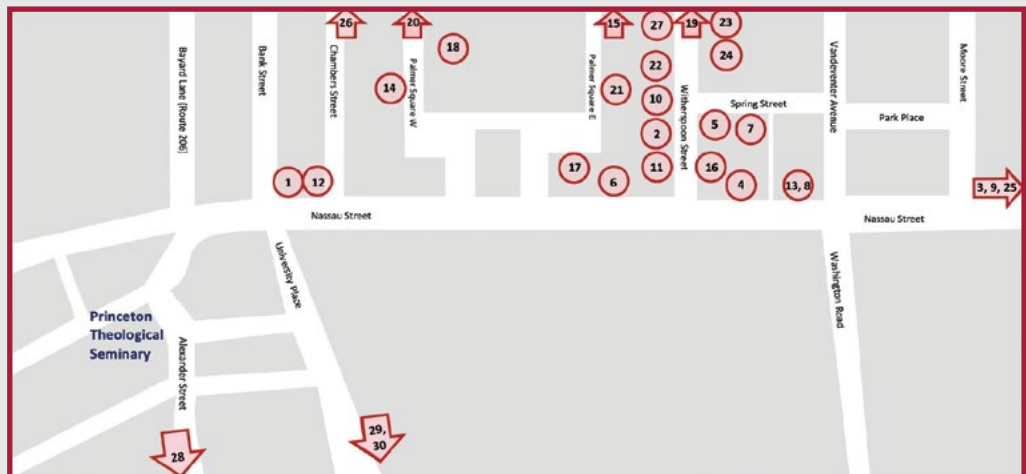 26
20
15
27
19
23
18
24
22
14
21
10
5
7
2
17
11
16
1
12
6
4
13, 8
3, 9, 25
Bayard Lane (Route 206)
Bank Street
Chambers Street
Palmer Square W
Palmer Square E
Witherspoon Street
Spring Street
Vandeventer Avenue
Park Place
Moore Street
Nassau Street
Nassau Street
University Place
Washington Road
Princeton
Theological
Seminary
Alexander Street
28
29,
30